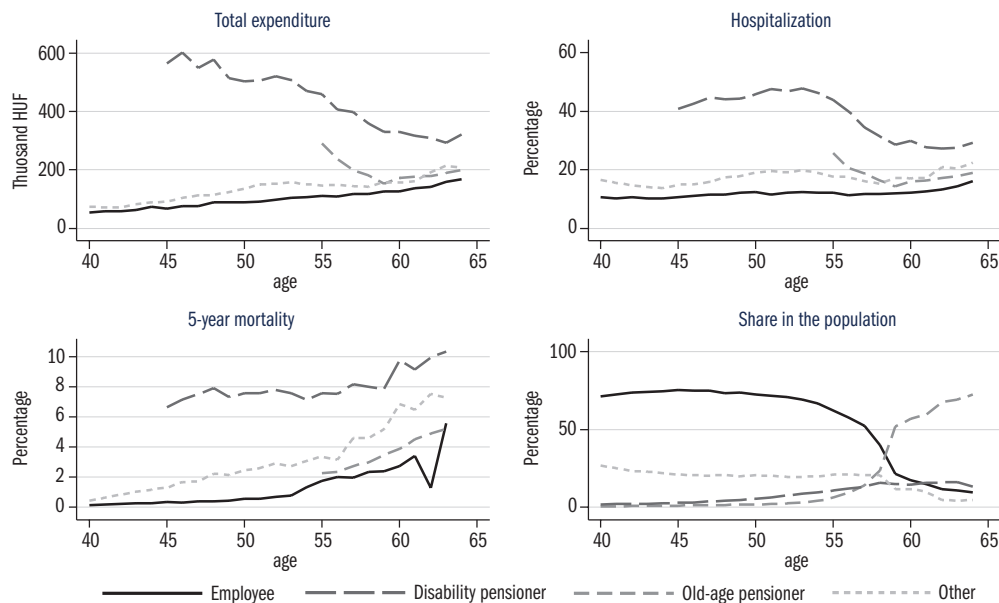 Total expenditure
Thuosand HUF
600
400
200
0
40 45 50 55 60 65
age
Hospitalization
Percentage
60
40
20
0
40 45 50 55 60 65
age
5-year mortality
Percentage
10
8
6
4
2
0
40 45 50 55 60 65
age
Share in the population
Percentage
100
50
0
40 45 50 55 60 65
age
Employee Disability pensioner Old-age pensioner Other